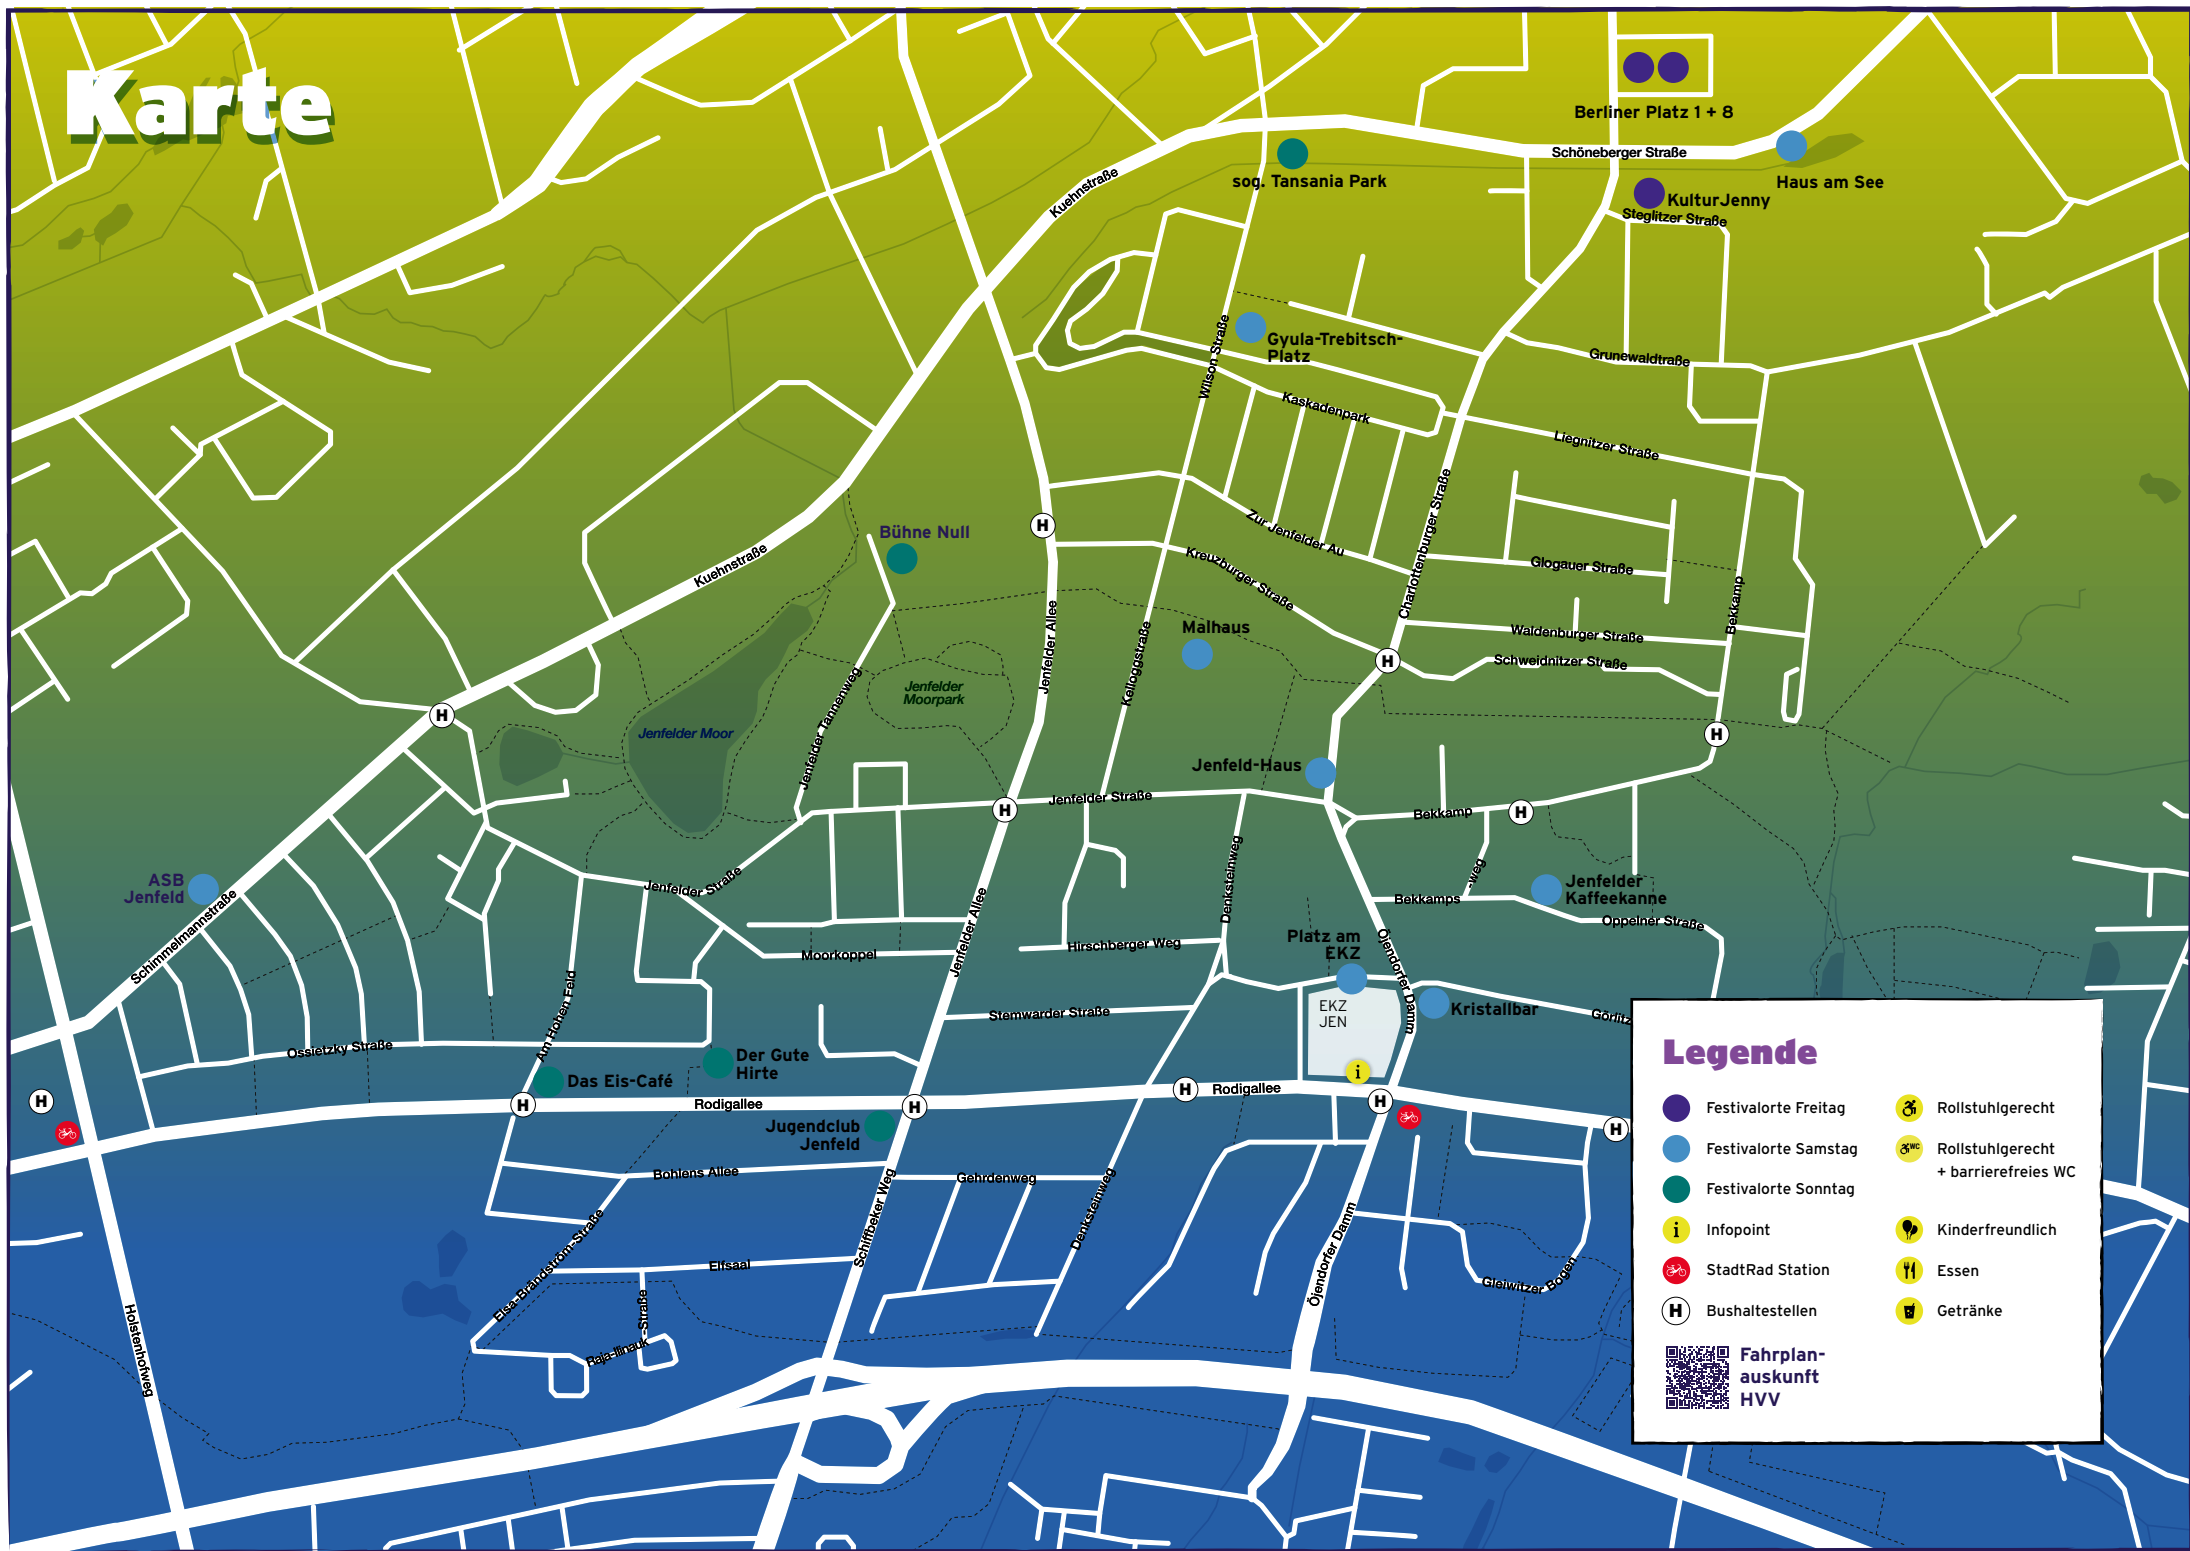 Karte
Berliner Platz 1 + 8
Schöneberger Straße
Haus am See
sog. Tansania Park
Kuehnstraße
KulturJenny
Steglitzer Straße
Wilson Straße
Gyula-Trebitsch-
Platz
Grunewaldtraße
Kaskadenpark
Liegnitzer Straße
Charlottenburger Straße
Zur Jenfelder Au
Bühne Null
Kuehnstraße
Kreuzburger Straße
Glogauer Straße
Bekkamp
Jenfelder Allee
Kelloggstraße
Malhaus
Waldenburger Straße
Schweidnitzer Straße
Jenfelder
Moorpark
Jenfelder Moor
Jenfelder Tannenweg
Jenfeld-Haus
Jenfelder Straße
Bekkamp
ASB
Jenfeld
Schimmelmannstraße
Jenfelder Straße
Denksteinweg
-weg
Bekkamps
Jenfelder
Kaffeekanne
Oppelner Straße
Jenfelder Allee
Moorkoppel
Hirschberger Weg
Platz am
EKZ
Öjendorfer Damm
EKZ
JEN
Kristallbar
Görlitz
Am Hohen Feld
Stemwarder Straße
Ossietzky Straße
Der Gute
Hirte
Das Eis-Café
Rodigallee
Rodigallee
Jugendclub
Jenfeld
Bohlens Allee
Gehrdenweg
Schiffbeker Weg
Denksteinweg
Elsa-Brändström-Straße
Elfsaal
Öjendorfer Damm
Gleiwitzer Bogen
Raja-Ilinauk
-Straße
Holstenhofweg
H
H
H
H
H
H
H
H
H
H
H
H
i
Legende
Festivalorte Freitag
Festivalorte Samstag
Festivalorte Sonntag
i Infopoint
StadtRad Station
H Bushaltestellen
Rollstuhlgerecht
WC Rollstuhlgerecht
+ barrierefreies WC
Kinderfreundlich
Essen
Getränke
Fahrplan-
auskunft
HVV